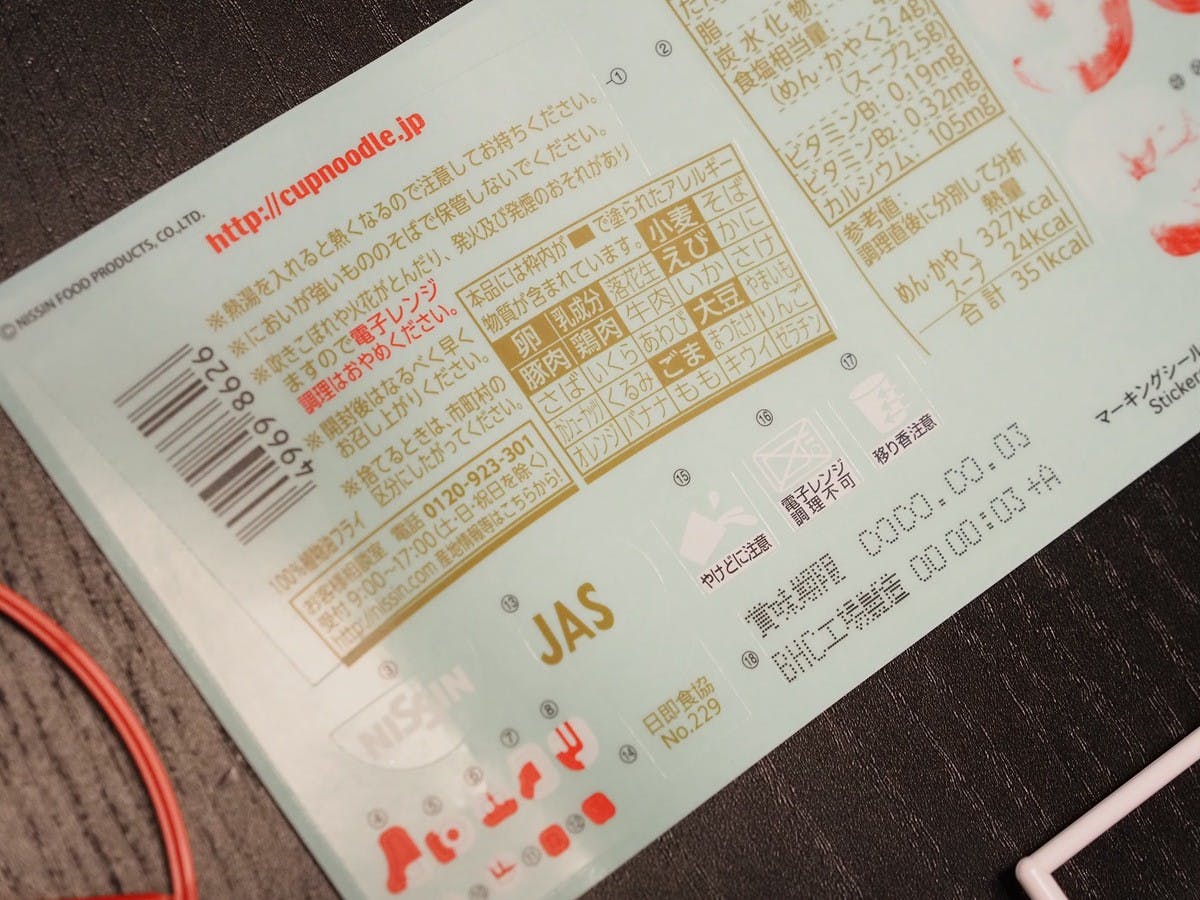 ©NISSIN FOOD PRODUCTS, CO.,LTD.
http://cupnoodle.jp
※熱湯を入れると熱くなるので注意してお持ちください。
※においが強いもののそばで保管しないでください。
※吹きこぼれや火花がとんだり、発火及び発煙のおそれがあり
ますので電子レンジ
調理はおやめください。
※開封後はなるべく早く
お召し上がりください。
※捨てるときは、市町村の
区分にしたがってください。
4969 8626
100%植物油フライ
お客様相談室 電話 0120-923-301
受付 9:00~17:00(土・日・祝日を除く)
http://nissin.com 産地情報等はこちらから!
本品には枠内が■で塗られたアレルギー
物質が含まれています。 小麦 そば
卵 乳成分 落花生 えび かに
豚肉 鶏肉 牛肉 いか さけ
さば いくら あわび 大豆 やまいも
カシューナッツ くるみ ごま まつたけ りんご
オレンジ バナナ もも キウイ ゼラチン
① ②
脂
炭水化物
食塩相当量
(めん・かやく2.4g)
(スープ2.5g)
ビタミンB1: 0.19mg
ビタミンB2: 0.32mg
カルシウム: 105mg
参考値:
調理直後に分別して分析
熱量
めん・かやく 327kcal
スープ 24kcal
合計 351kcal
マーキングシール
Stickers
⑬
JAS
⑮
やけどに注意
⑯
電子レンジ
調理不可
⑰
移り香注意
賞味期限 0000.00.03
⑱
BHC工場製造 00 00:03 +A
NISSIN
⑭
日即食協
No.229
④ ⑦ ⑧